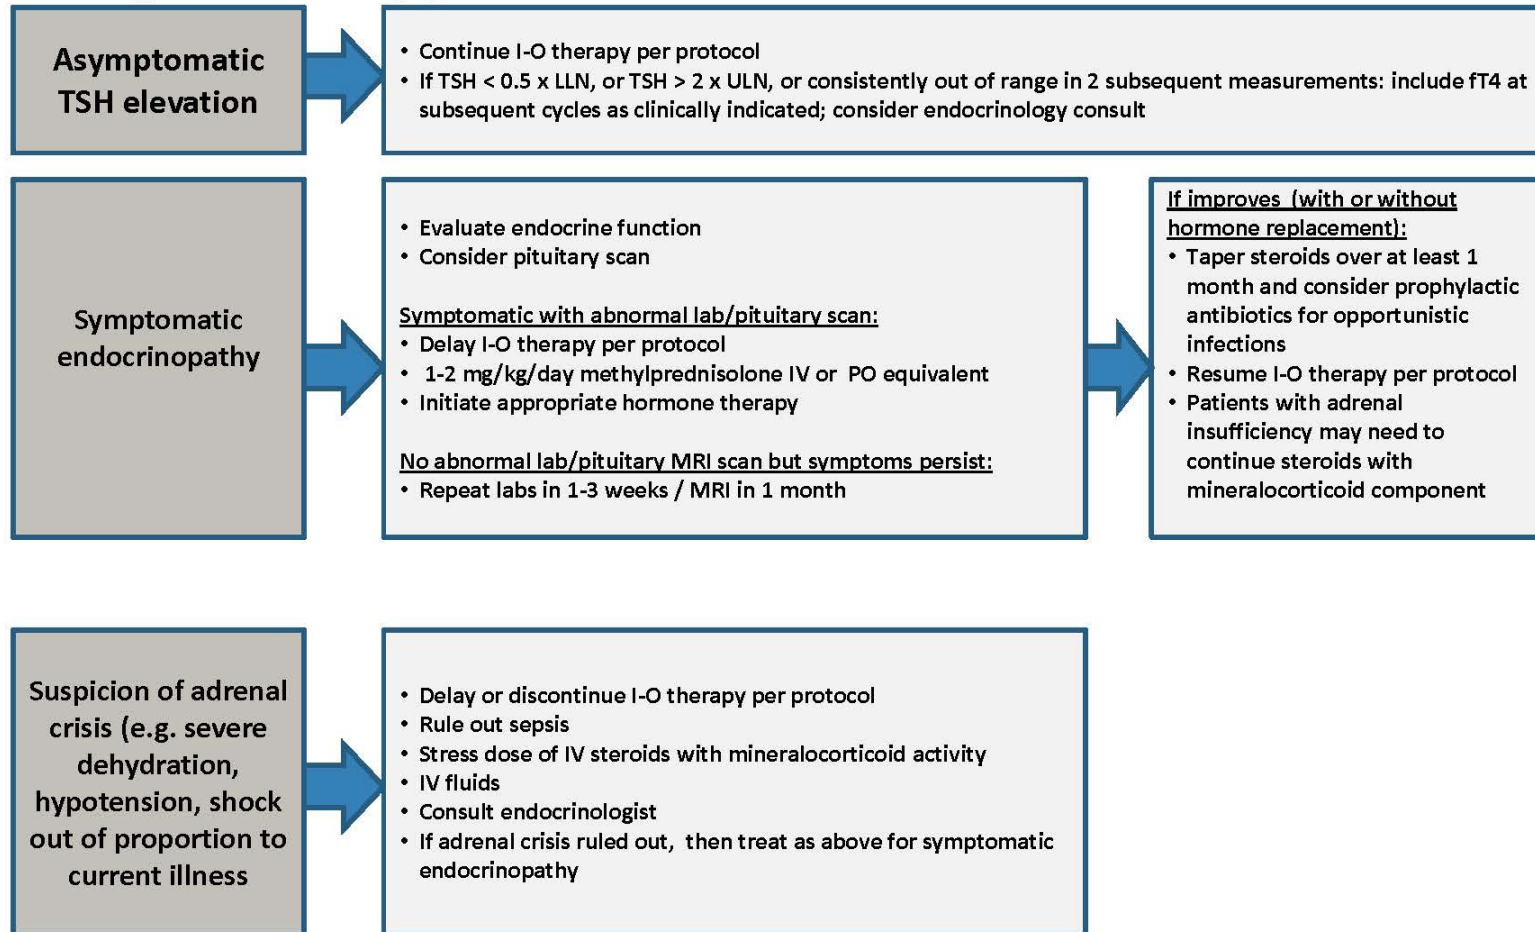 Asymptomatic
TSH elevation
• Continue I-O therapy per protocol
• If TSH < 0.5 x LLN, or TSH > 2 x ULN, or consistently out of range in 2 subsequent measurements: include fT4 at
subsequent cycles as clinically indicated; consider endocrinology consult
Symptomatic
endocrinopathy
• Evaluate endocrine function
• Consider pituitary scan
Symptomatic with abnormal lab/pituitary scan:
• Delay I-O therapy per protocol
• 1-2 mg/kg/day methylprednisolone IV or PO equivalent
• Initiate appropriate hormone therapy
No abnormal lab/pituitary MRI scan but symptoms persist:
• Repeat labs in 1-3 weeks / MRI in 1 month
If improves (with or without
hormone replacement):
• Taper steroids over at least 1
month and consider prophylactic
antibiotics for opportunistic
infections
• Resume I-O therapy per protocol
• Patients with adrenal
insufficiency may need to
continue steroids with
mineralocorticoid component
Suspicion of adrenal
crisis (e.g. severe
dehydration,
hypotension, shock
out of proportion to
current illness
• Delay or discontinue I-O therapy per protocol
• Rule out sepsis
• Stress dose of IV steroids with mineralocorticoid activity
• IV fluids
• Consult endocrinologist
• If adrenal crisis ruled out, then treat as above for symptomatic
endocrinopathy